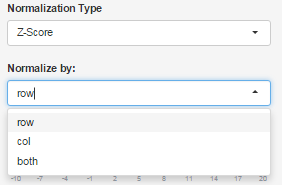 Normalization Type
Z-Score
Normalize by:
row
row
col
both
-10 -7 -4 -1 2 5 8 11 14 17 20